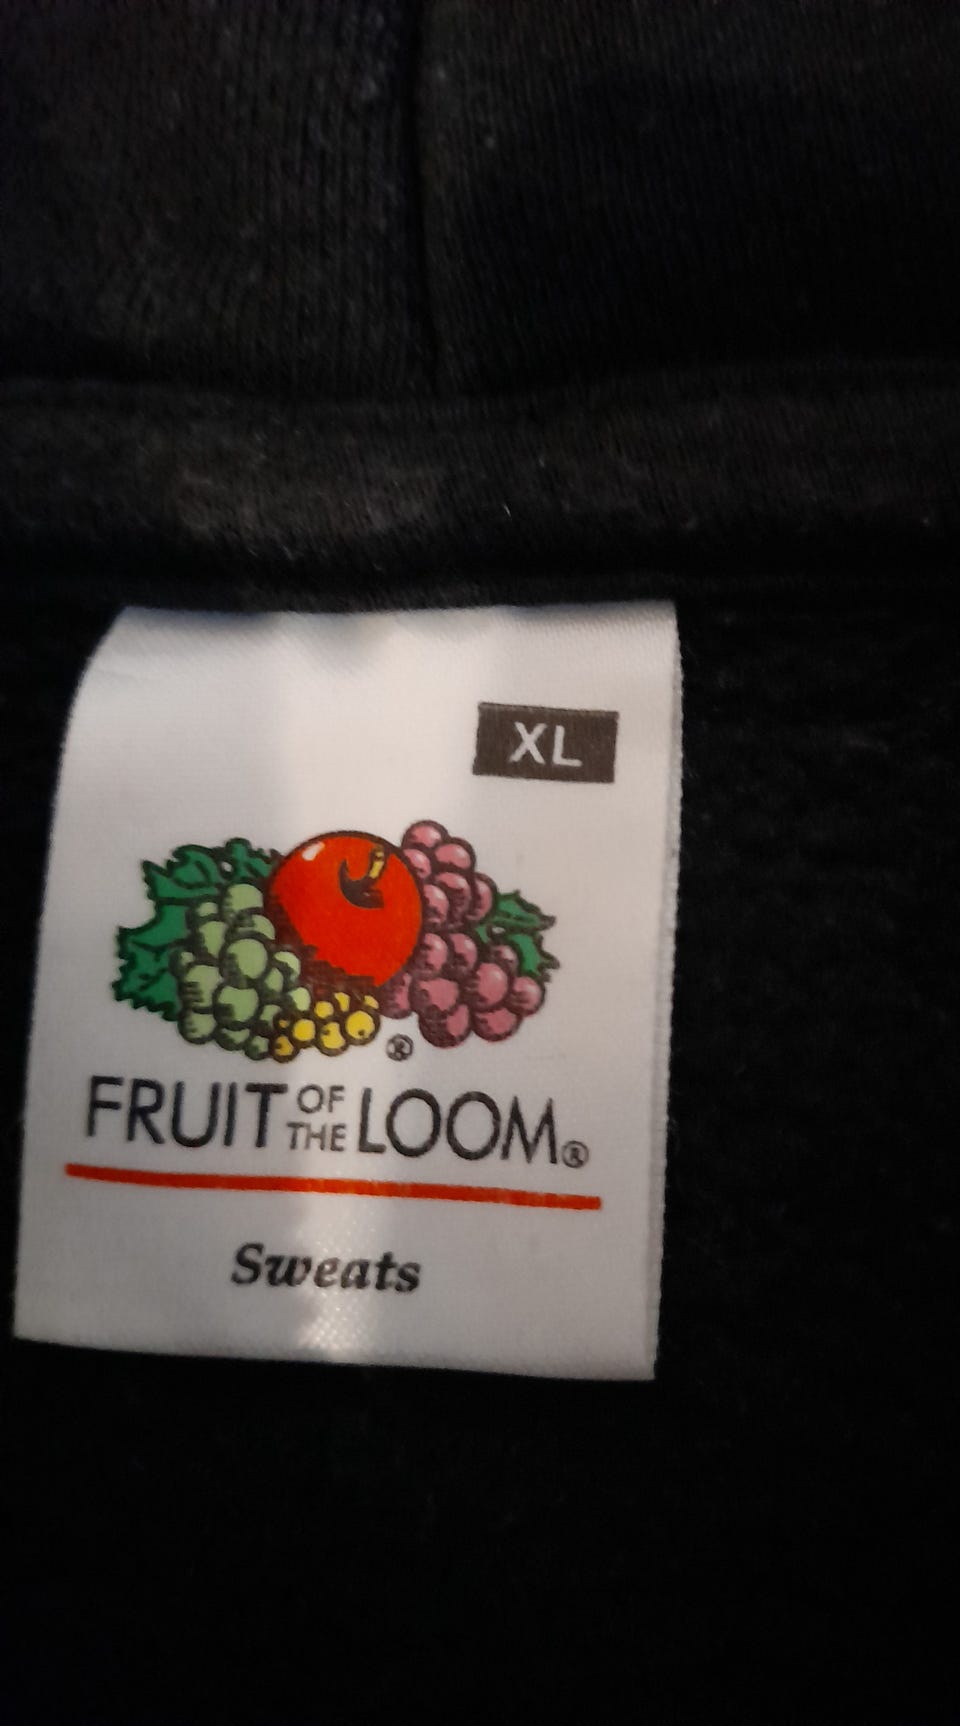 XL
®
FRUIT OF THE LOOM®
Sweats